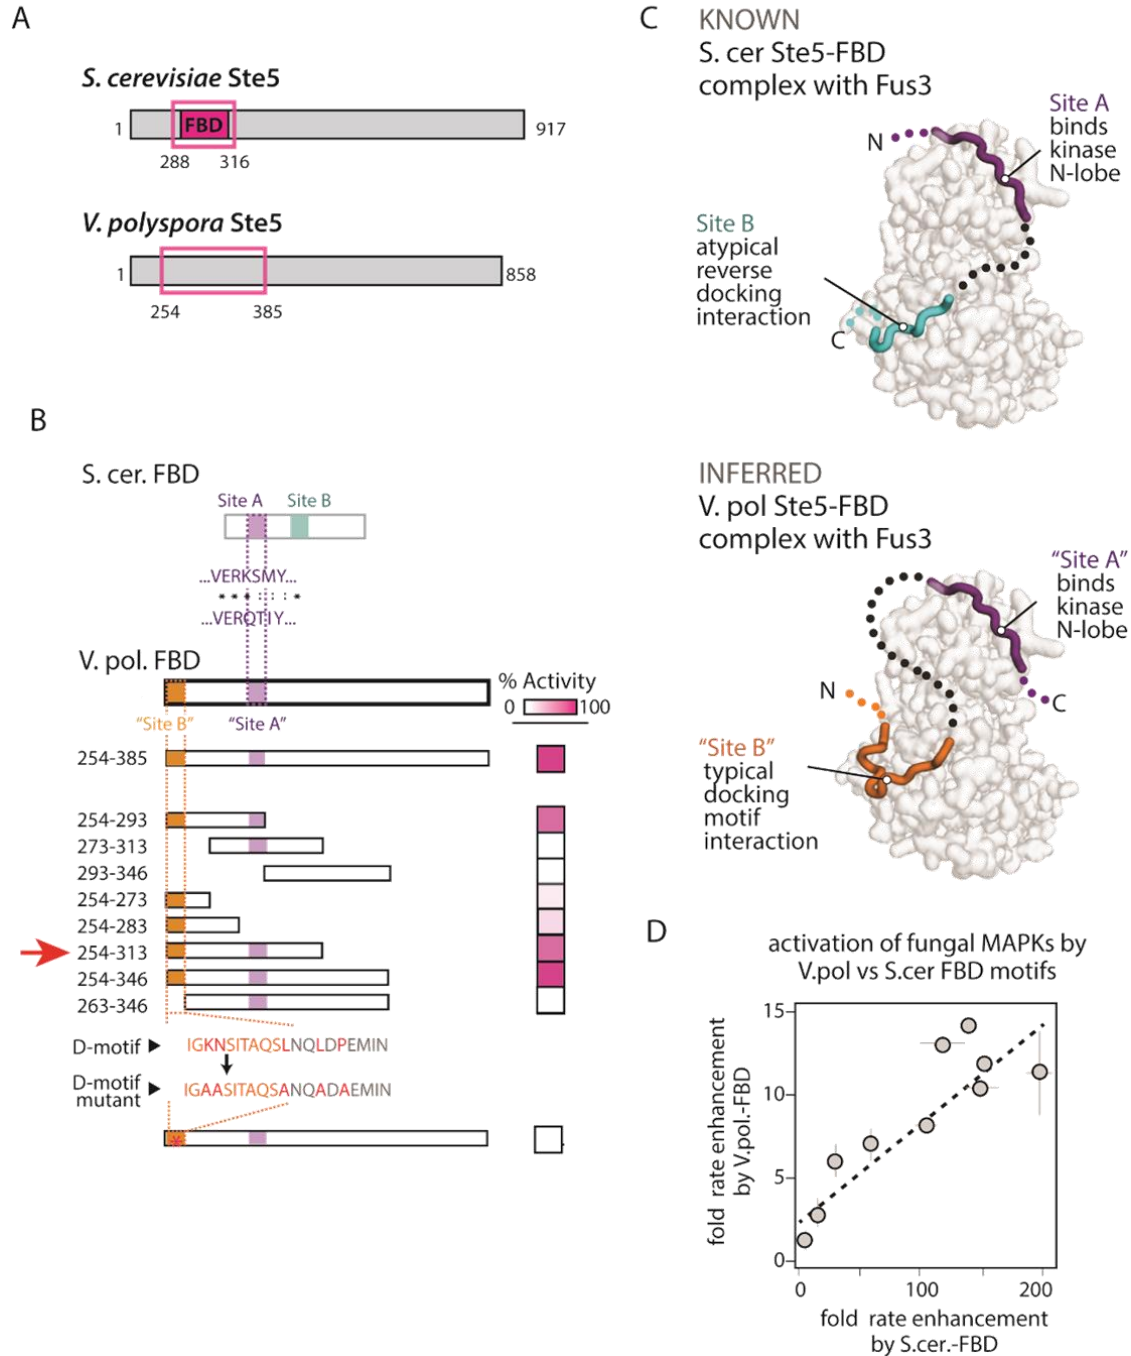 A
S. cerevisiae Ste5
1
FBD
917
288
316
V. polyspora Ste5
1
858
254
385
B
S. cer. FBD
Site A
Site B
...VERKSMY...
* * * . : : : *
...VERQTIY...
V. pol. FBD
% Activity
0
100
"Site B"
"Site A"
254-385
254-293
273-313
293-346
254-273
254-283
254-313
254-346
263-346
D-motif
IGKNSITAQSLNQLDPEMIN
D-motif
mutant
IGAASITAQSANQADAEMIN
*
C
KNOWN
S. cer Ste5-FBD
complex with Fus3
Site A
binds
kinase
N-lobe
N
Site B
atypical
reverse
docking
interaction
C
INFERRED
V. pol Ste5-FBD
complex with Fus3
"Site A"
binds
kinase
N-lobe
N
C
"Site B"
typical
docking
motif
interaction
D
activation of fungal MAPKs by
V.pol vs S.cer FBD motifs
fold rate enhancement
by V.pol.-FBD
15
10
5
0
0
100
200
fold rate enhancement
by S.cer.-FBD